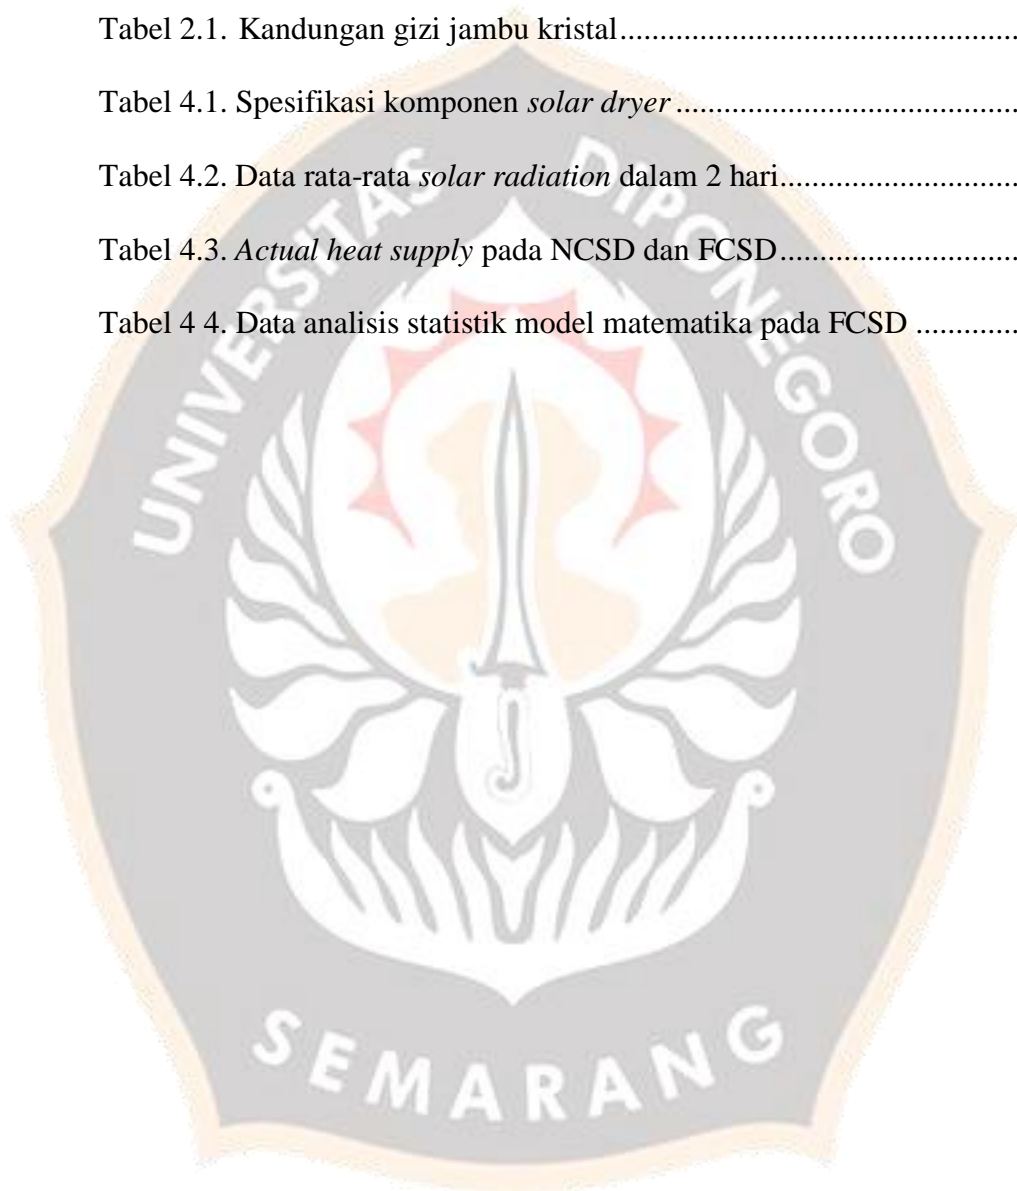 Tabel 2.1. Kandungan gizi jambu kristal..........................................
Tabel 4.1. Spesifikasi komponen solar dryer..........................................
Tabel 4.2. Data rata-rata solar radiation dalam 2 hari..............................
Tabel 4.3. Actual heat supply pada NCSD dan FCSD..............................
Tabel 4 4. Data analisis statistik model matematika pada FCSD .............
UNIVERSITAS DIPONEGORO
SEMARANG